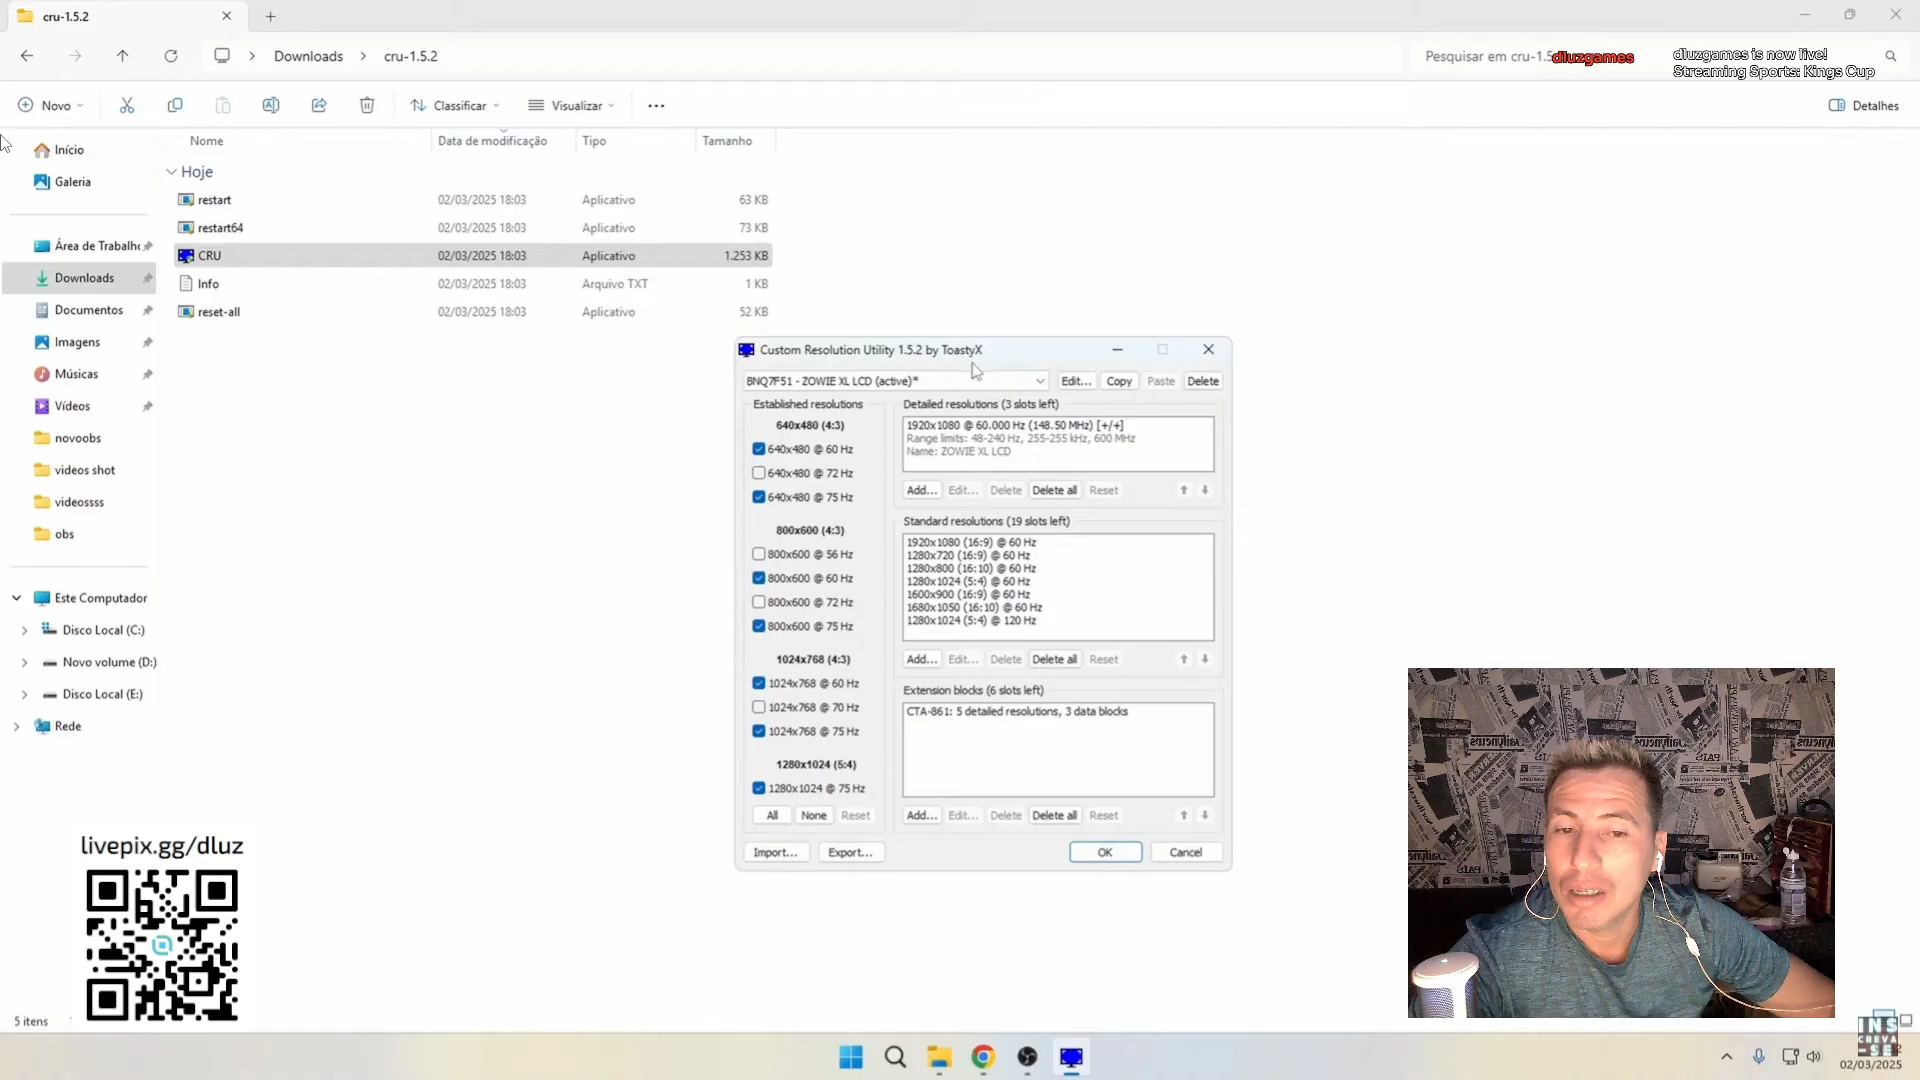 cru-1.5.2
Downloads
cru-1.5.2
Pesquisar em cru-1.5
dluzgames
dluzgames is now live!
Streaming Sports: Kings Cup
Novo
Classificar
Visualizar
Detalhes
Nome
Data de modificação
Tipo
Tamanho
Hoje
restart
02/03/2025 18:03
Aplicativo
63 KB
restart64
02/03/2025 18:03
Aplicativo
73 KB
CRU
02/03/2025 18:03
Aplicativo
1.253 KB
Info
02/03/2025 18:03
Arquivo TXT
1 KB
reset-all
02/03/2025 18:03
Aplicativo
52 KB
Início
Galeria
Área de Trabalho
Downloads
Documentos
Imagens
Músicas
Vídeos
novoobs
videos shot
videossss
obs
Este Computador
Disco Local (C:)
Novo volume (D:)
Disco Local (E:)
Rede
Custom Resolution Utility 1.5.2 by ToastyX
BNQ7F51 - ZOWIE XL LCD (active)*
Edit...
Copy
Paste
Delete
Established resolutions
640x480 (4:3)
640x480 @ 60 Hz
640x480 @ 72 Hz
640x480 @ 75 Hz
800x600 (4:3)
800x600 @ 56 Hz
800x600 @ 60 Hz
800x600 @ 72 Hz
800x600 @ 75 Hz
1024x768 (4:3)
1024x768 @ 60 Hz
1024x768 @ 70 Hz
1024x768 @ 75 Hz
1280x1024 (5:4)
1280x1024 @ 75 Hz
All
None
Reset
Detailed resolutions (3 slots left)
1920x1080 @ 60.000 Hz (148.50 MHz) [+/+]
Range limits: 48-240 Hz, 255-255 kHz, 600 MHz
Name: ZOWIE XL LCD
Add...
Edit...
Delete
Delete all
Reset
Standard resolutions (19 slots left)
1920x1080 (16:9) @ 60 Hz
1280x720 (16:9) @ 60 Hz
1280x800 (16:10) @ 60 Hz
1280x1024 (5:4) @ 60 Hz
1600x900 (16:9) @ 60 Hz
1680x1050 (16:10) @ 60 Hz
1280x1024 (5:4) @ 120 Hz
Add...
Edit...
Delete
Delete all
Reset
Extension blocks (6 slots left)
CTA-861: 5 detailed resolutions, 3 data blocks
Add...
Edit...
Delete
Delete all
Reset
Import...
Export...
OK
Cancel
livepix.gg/dluz
5 itens
INS
CREVA
-SE
02/03/2025